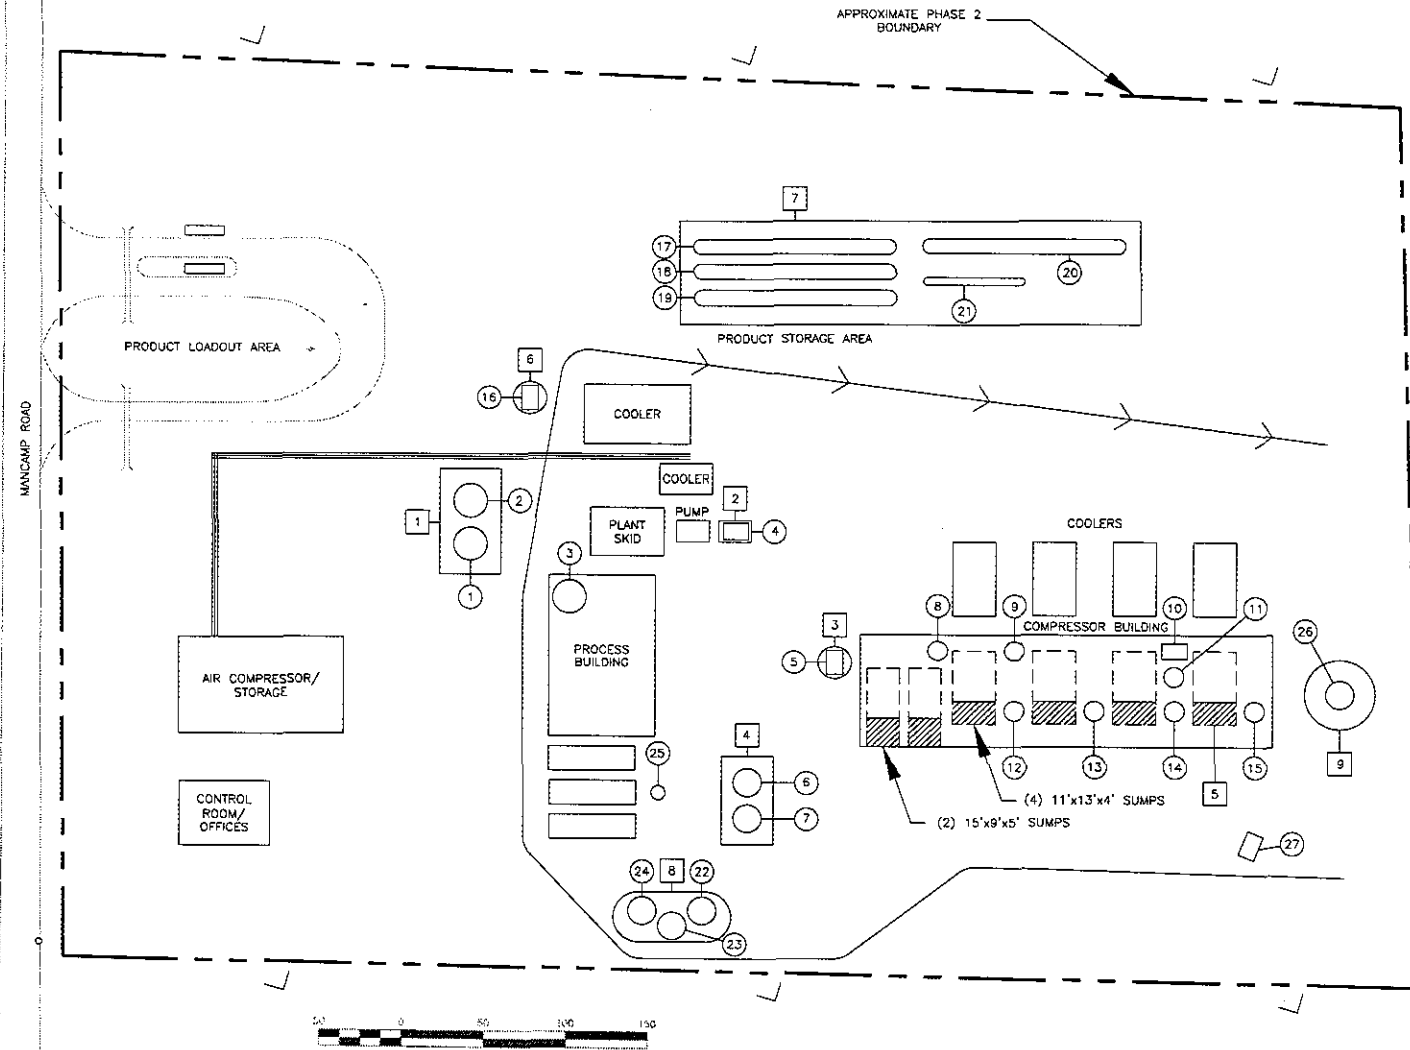 APPROXIMATE PHASE 2
BOUNDARY
7
17
18
19
20
21
PRODUCT STORAGE AREA
PRODUCT LOADOUT AREA
MANCAMP ROAD
6
16
COOLER
COOLER
1
2
1
PLANT
SKID
PUMP
2
4
3
COOLERS
PROCESS
BUILDING
AIR COMPRESSOR/
STORAGE
CONTROL
ROOM/
OFFICES
3
5
8
9
10
11
COMPRESSOR BUILDING
26
12
13
14
15
5
9
(4) 11'x13'x4' SUMPS
(2) 15'x9'x5' SUMPS
25
4
6
7
27
24
8
22
23
50
0
50
100
150